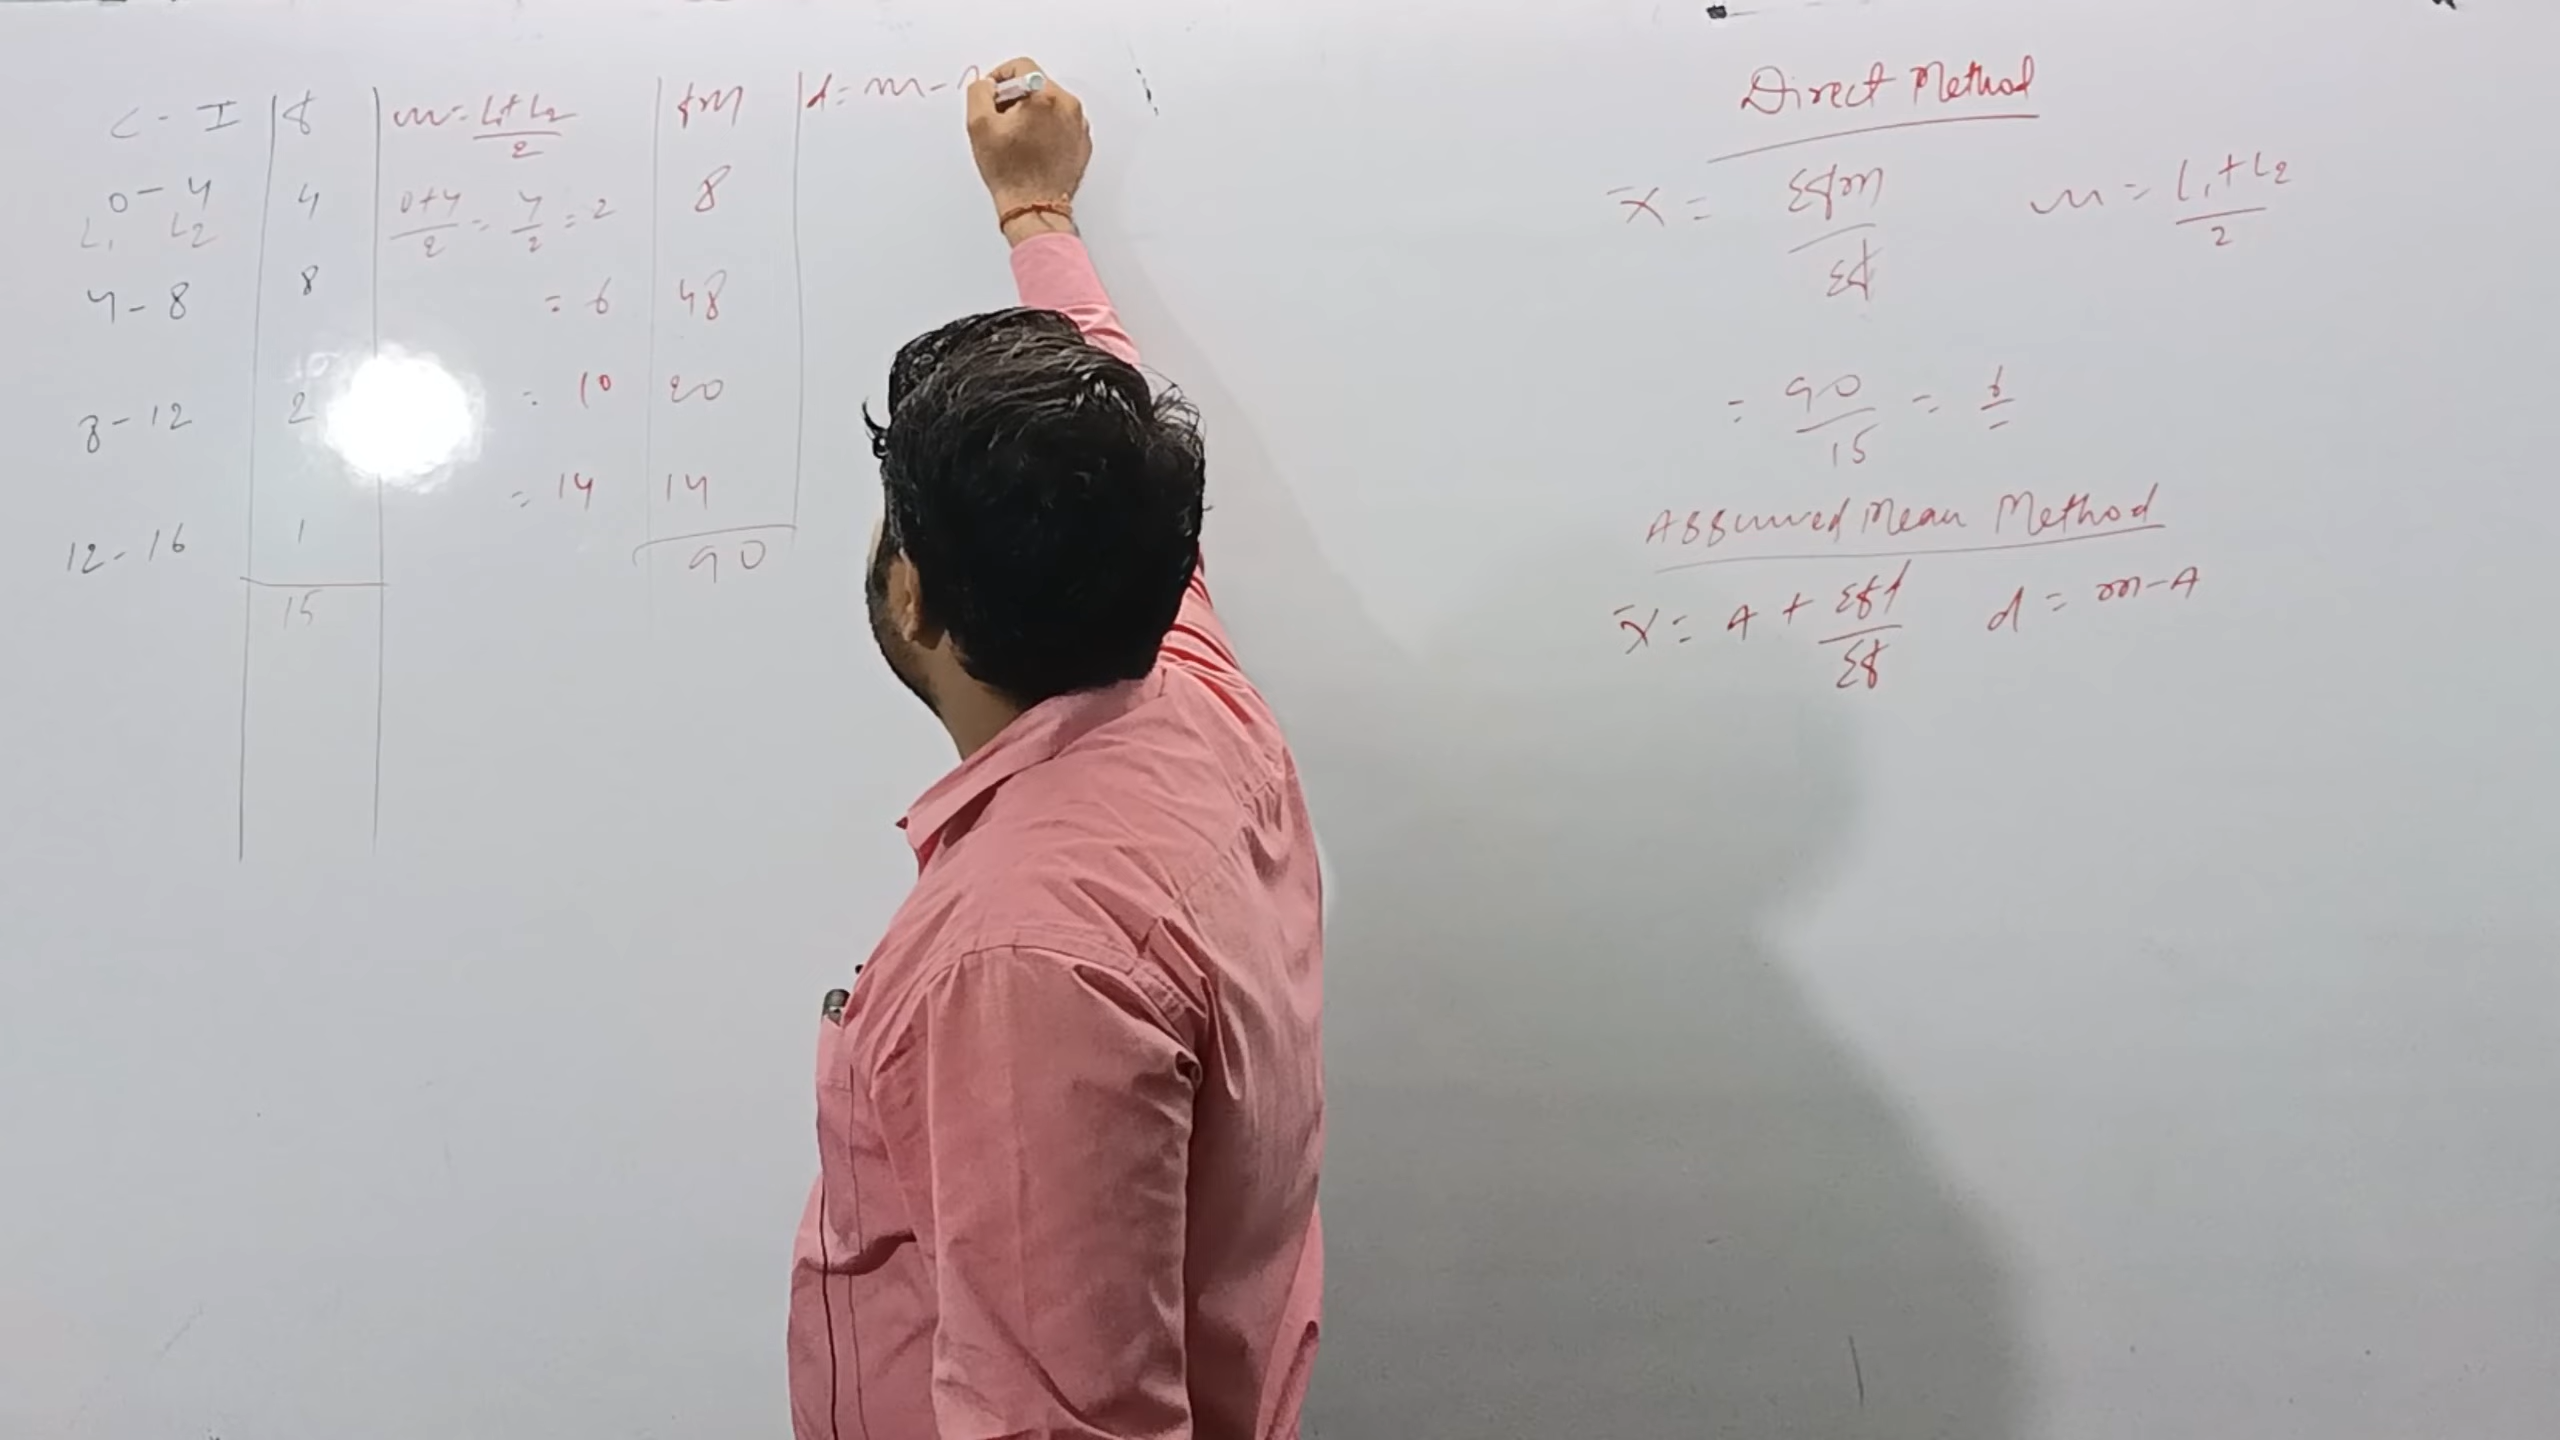 C - I f m = L1+L2/2 fm d = m -
0 - 4 4 0+4/2 = 4/2 = 2 8
L1 L2
4 - 8 8 = 6 48
8 - 12 2 = 10 20
12 - 16 1 = 14 14
15 90
Direct Method
x̄ = Σfm/Σf m = L1+L2/2
= 90/15 = 6
Assumed Mean Method
x̄ = A + Σfd/Σf d = m-A